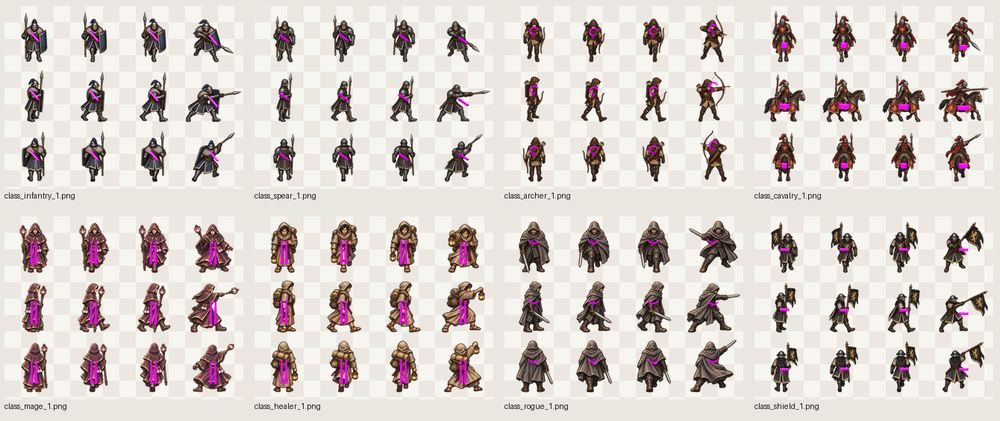 class_infantry_1.png
class_spear_1.png
class_archer_1.png
class_cavalry_1.png
class_mage_1.png
class_healer_1.png
class_rogue_1.png
class_shield_1.png